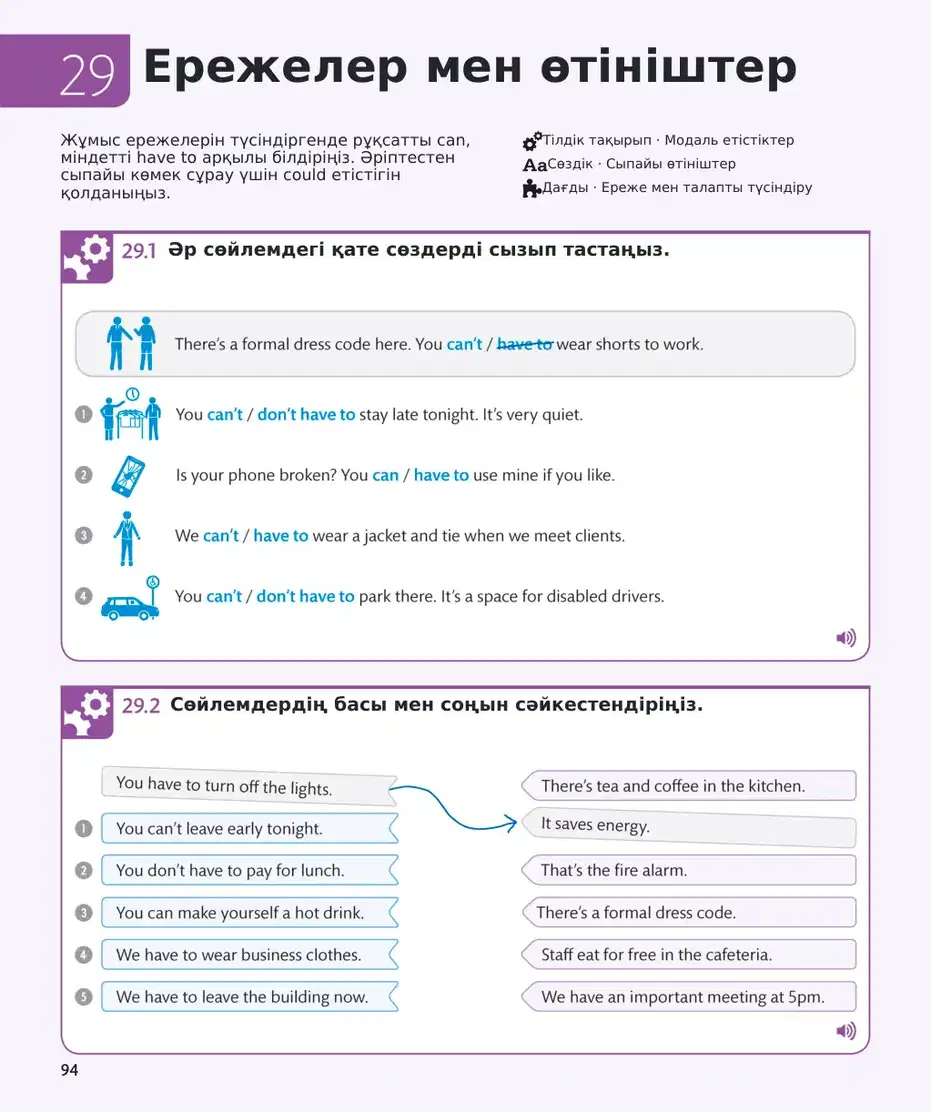 29
Ережелер мен өтініштер
Жұмыс ережелерін түсіндіргенде рұқсатты can,
міндетті have to арқылы білдіріңіз. Әріптестен
сыпайы көмек сұрау үшін could етістігін
қолданыңыз.
Тілдік тақырып · Модаль етістіктер
Aa Сөздік · Сыпайы өтініштер
Дағды · Ереже мен талапты түсіндіру
29.1 Әр сөйлемдегі қате сөздерді сызып тастаңыз.
There's a formal dress code here. You can't / have to wear shorts to work.
1 You can't / don't have to stay late tonight. It's very quiet.
2 Is your phone broken? You can / have to use mine if you like.
3 We can't / have to wear a jacket and tie when we meet clients.
4 You can't / don't have to park there. It's a space for disabled drivers.
29.2 Сөйлемдердің басы мен соңын сәйкестендіріңіз.
You have to turn off the lights.
1 You can't leave early tonight.
2 You don't have to pay for lunch.
3 You can make yourself a hot drink.
4 We have to wear business clothes.
5 We have to leave the building now.
There's tea and coffee in the kitchen.
It saves energy.
That's the fire alarm.
There's a formal dress code.
Staff eat for free in the cafeteria.
We have an important meeting at 5pm.
94